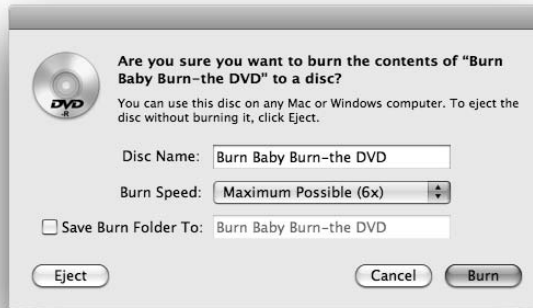 Are you sure you want to burn the contents of “Burn
Baby Burn–the DVD" to a disc?
You can use this disc on any Mac or Windows computer. To eject the
disc without burning it, click Eject.
DVD
-R
Disc Name: Burn Baby Burn–the DVD
Burn Speed: Maximum Possible (6x)
Save Burn Folder To: Burn Baby Burn–the DVD
Eject Cancel Burn